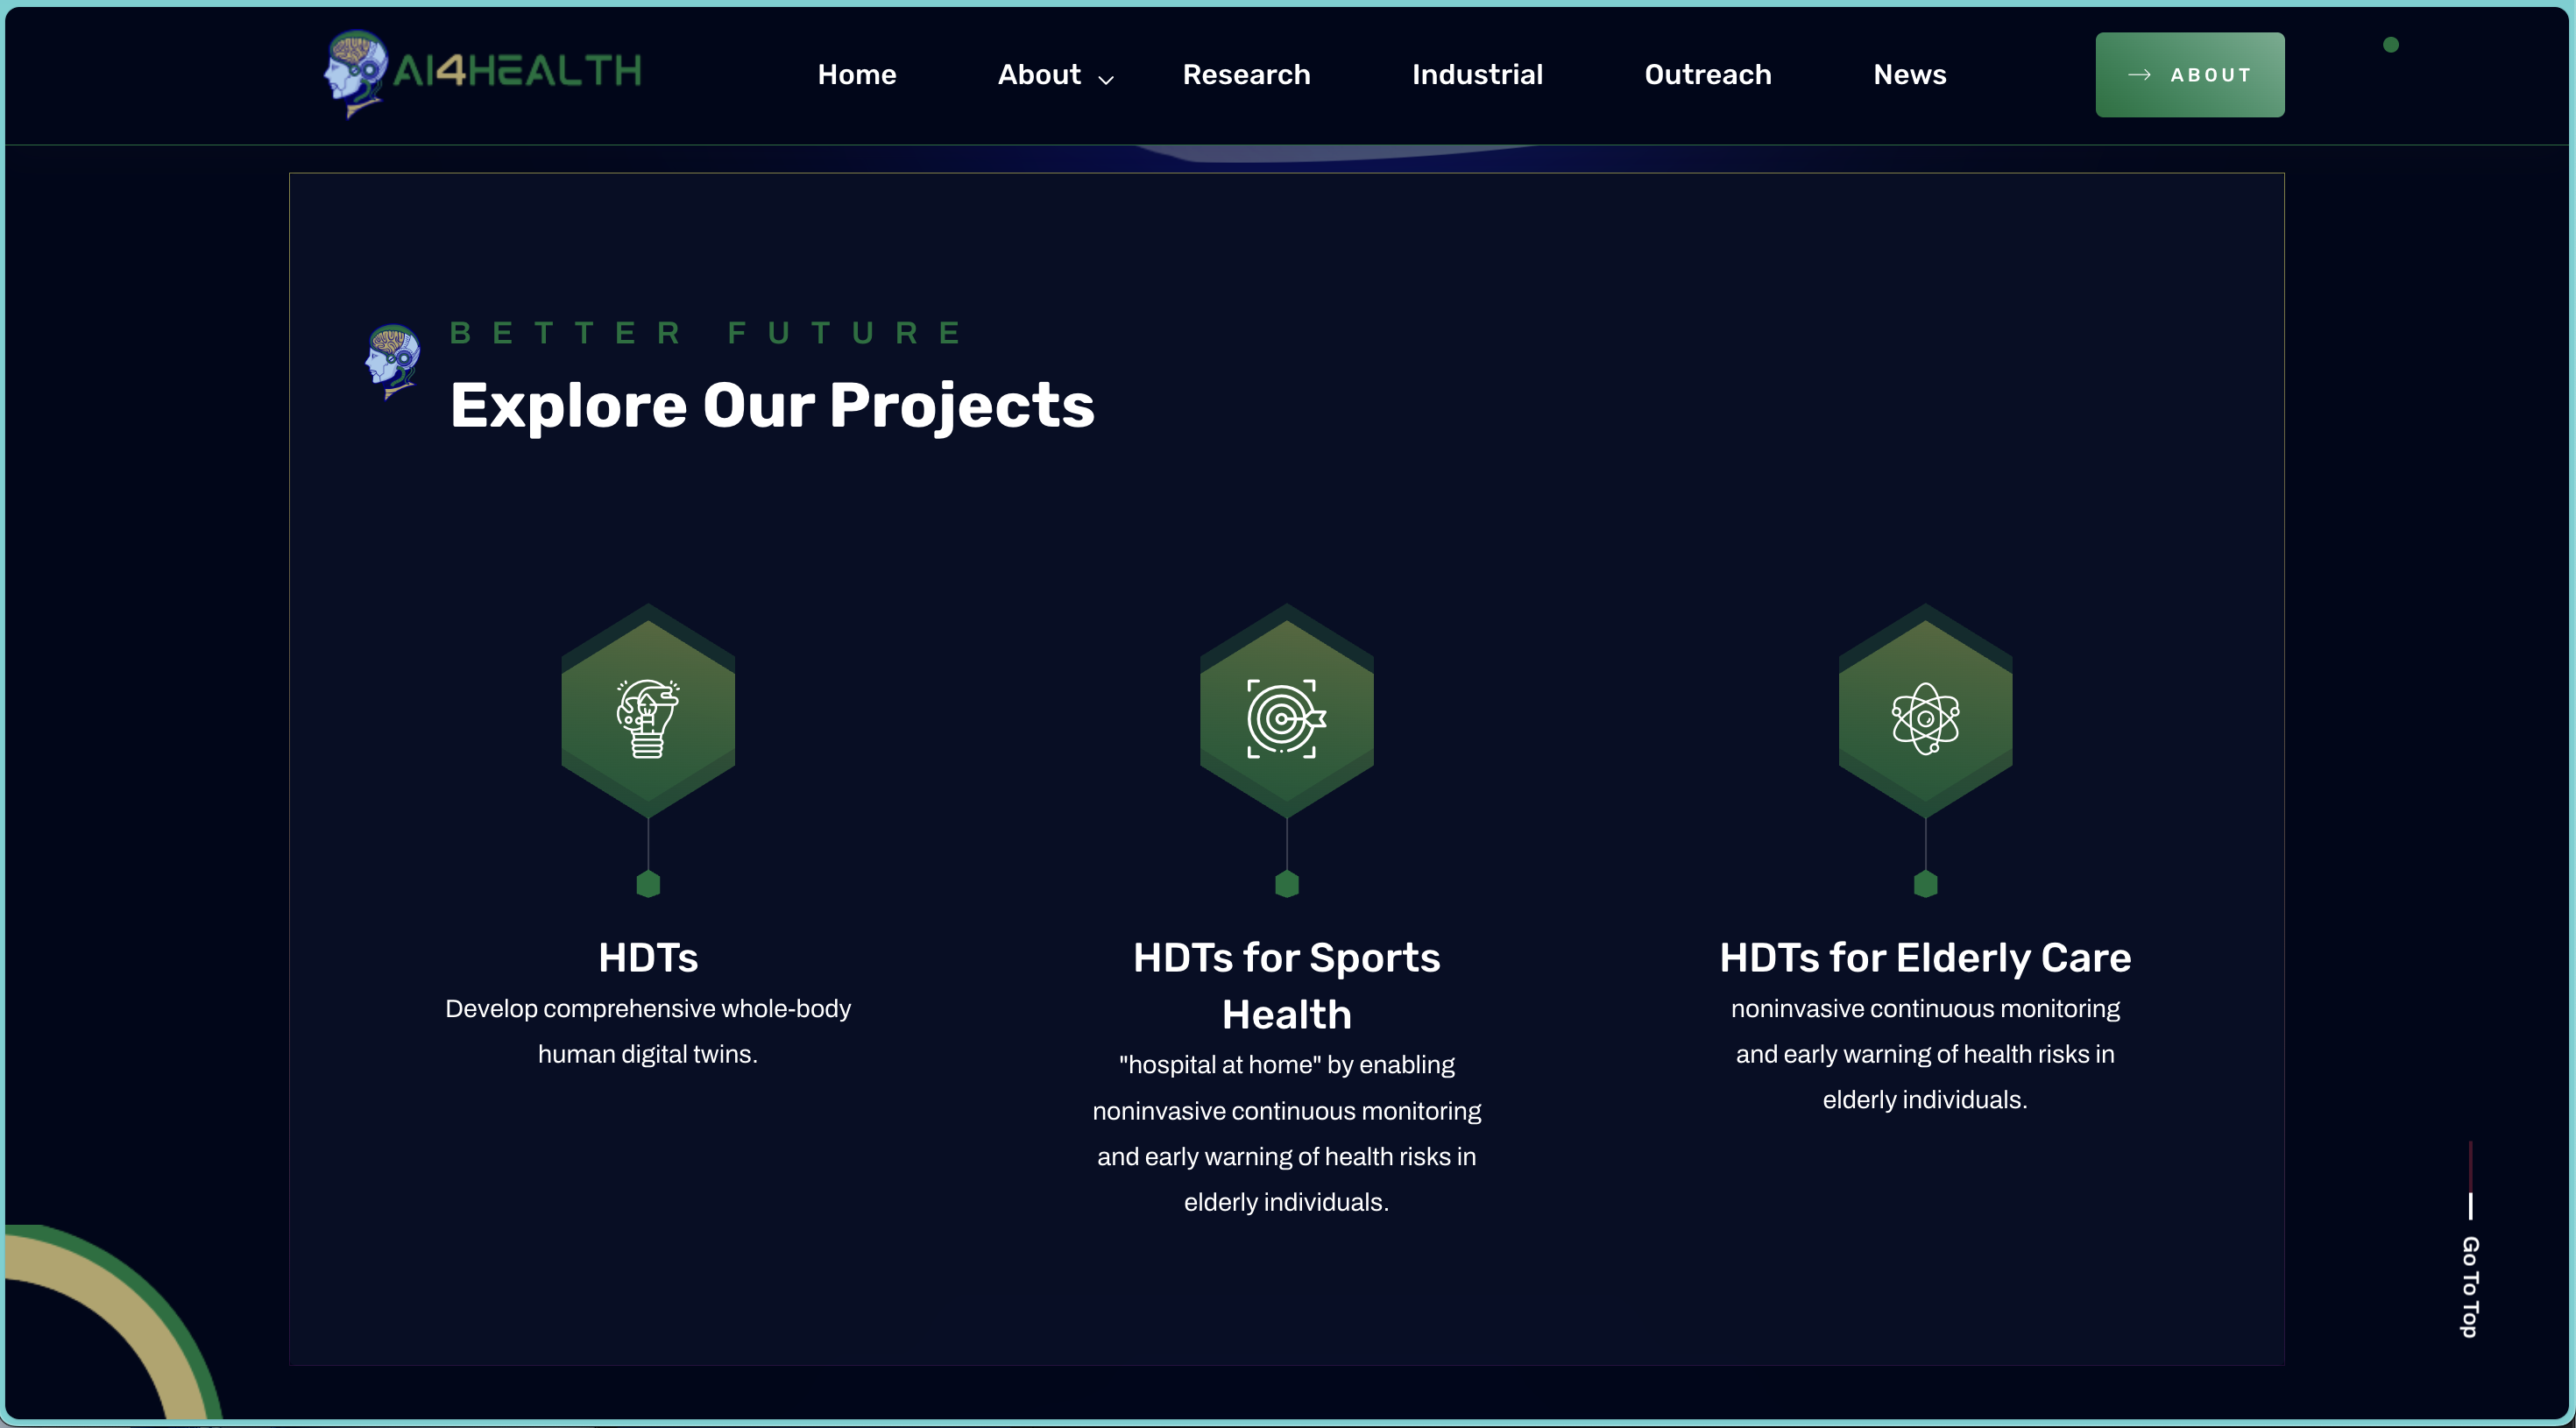 AI4HEALTH
Home
About
Research
Industrial
Outreach
News
ABOUT
BETTER FUTURE
Explore Our Projects
HDTs
Develop comprehensive whole-body
human digital twins.
HDTs for Sports
Health
"hospital at home" by enabling
noninvasive continuous monitoring
and early warning of health risks in
elderly individuals.
HDTs for Elderly Care
noninvasive continuous monitoring
and early warning of health risks in
elderly individuals.
Go To Top